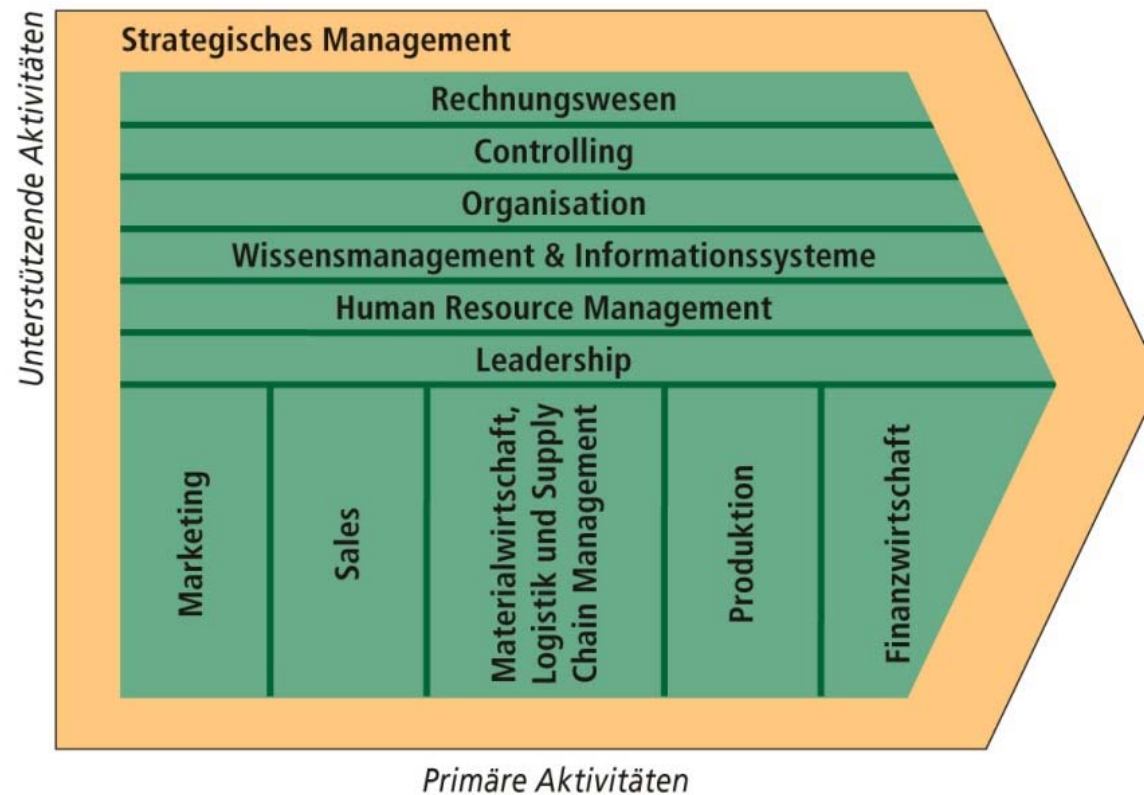 Unterstützende Aktivitäten
Strategisches Management
Rechnungswesen
Controlling
Organisation
Wissensmanagement & Informationssysteme
Human Resource Management
Leadership
Marketing
Sales
Materialwirtschaft,
Logistik und Supply
Chain Management
Produktion
Finanzwirtschaft
Primäre Aktivitäten